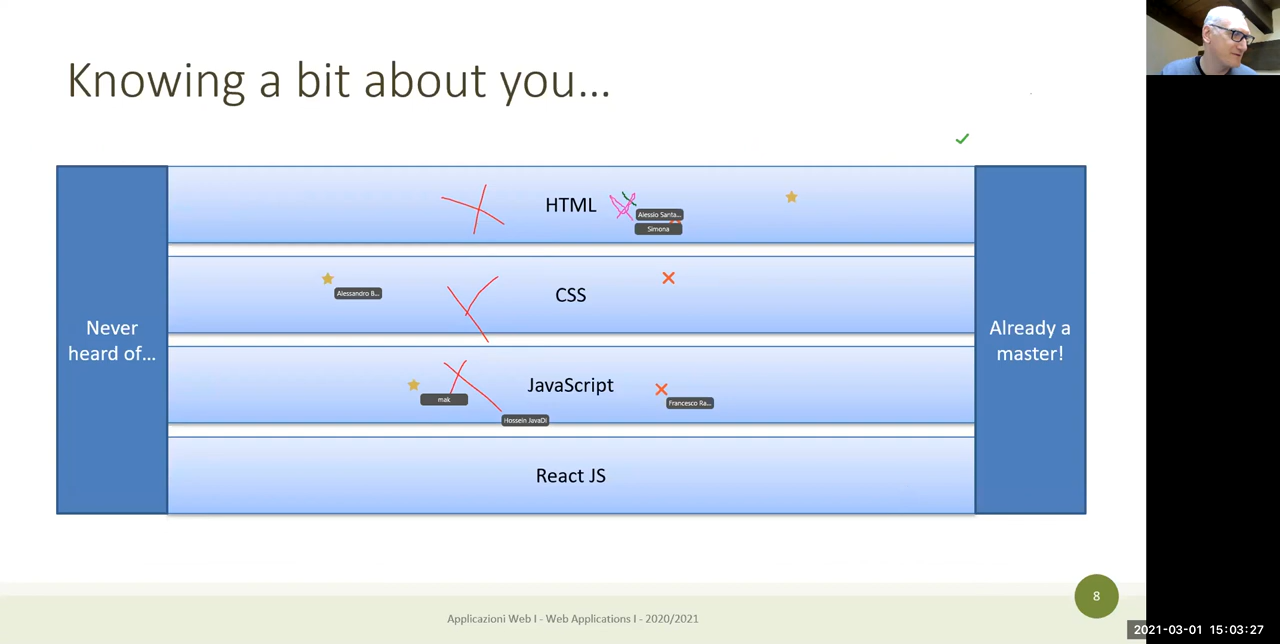 Knowing a bit about you...
HTML
Alessio Santa...
Simona
CSS
Alessandro B...
Never
heard of...
Already a
master!
JavaScript
mak
Francesco Ra...
Hossein JavaDi
React JS
8
Applicazioni Web I - Web Applications I - 2020/2021
2021-03-01 15:03:27